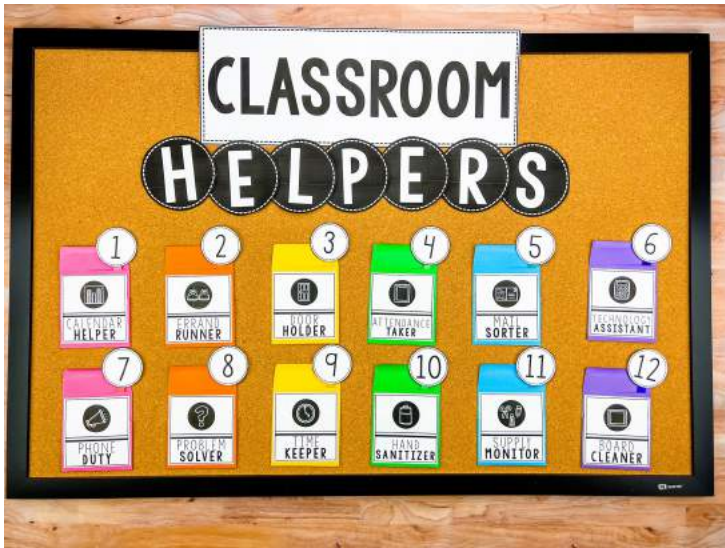 CLASSROOM
HELPERS
1
2
3
4
5
6
CALENDAR
HELPER
ERRAND
RUNNER
DOOR
HOLDER
ATTENDANCE
TAKER
MAIL
SORTER
TECHNOLOGY
ASSISTANT
7
8
9
10
11
12
PHONE
DUTY
PROBLEM
SOLVER
TIME
KEEPER
HAND
SANITIZER
SUPPLY
MONITOR
BOARD
CLEANER